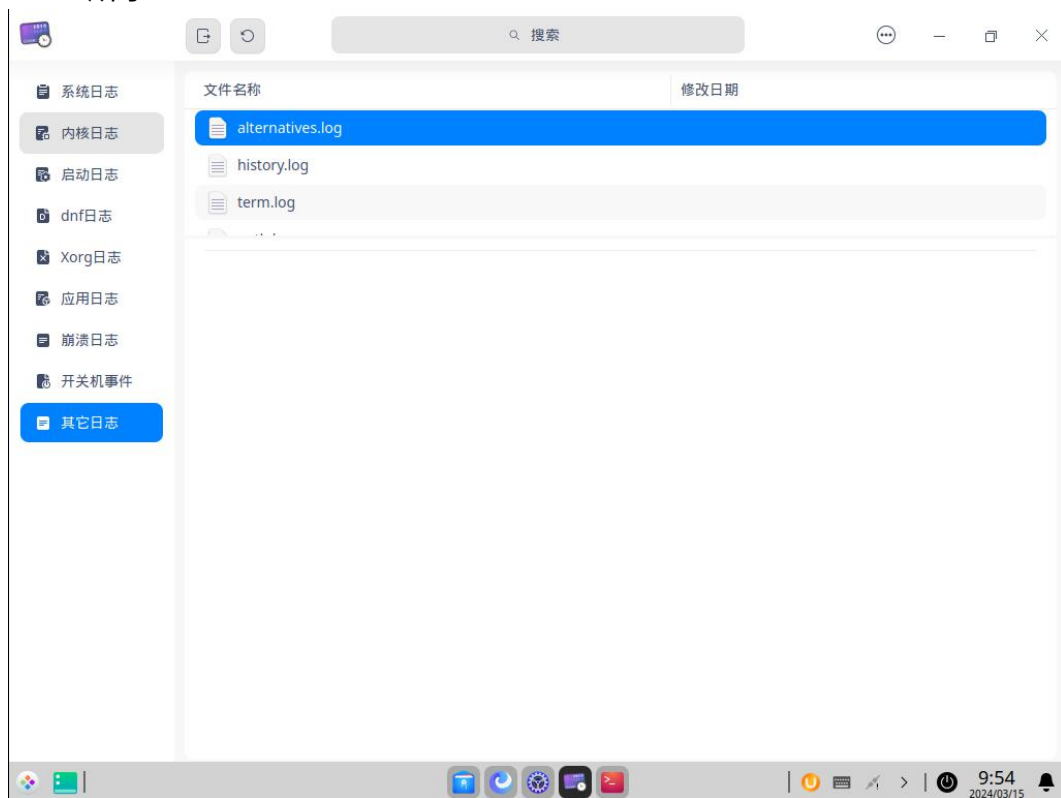 搜索
系统日志
内核日志
启动日志
dnf日志
Xorg日志
应用日志
崩溃日志
开关机事件
其它日志
文件名称 修改日期
alternatives.log
history.log
term.log
9:54
2024/03/15